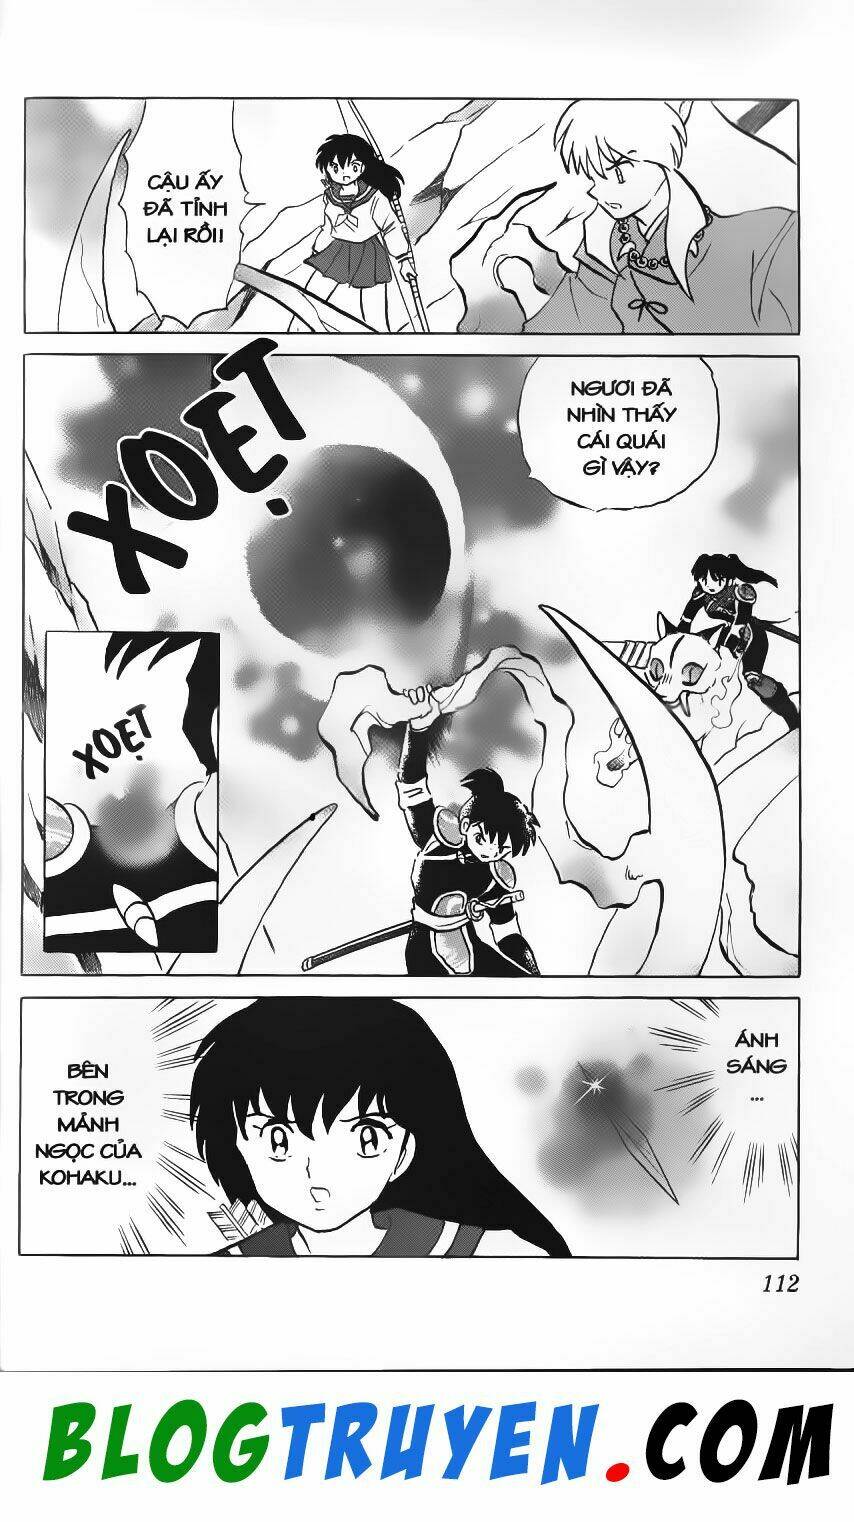 CẬU ẤY
ĐÃ TỈNH
LẠI RỒI!
XOẸT
NGƯƠI ĐÃ
NHÌN THẤY
CÁI QUÁI
GÌ VẬY?
XOẸT
ÁNH
SÁNG
...
BÊN
TRONG
MẢNH
NGỌC CỦA
KOHAKU...
112
BLOGTRUYEN.COM